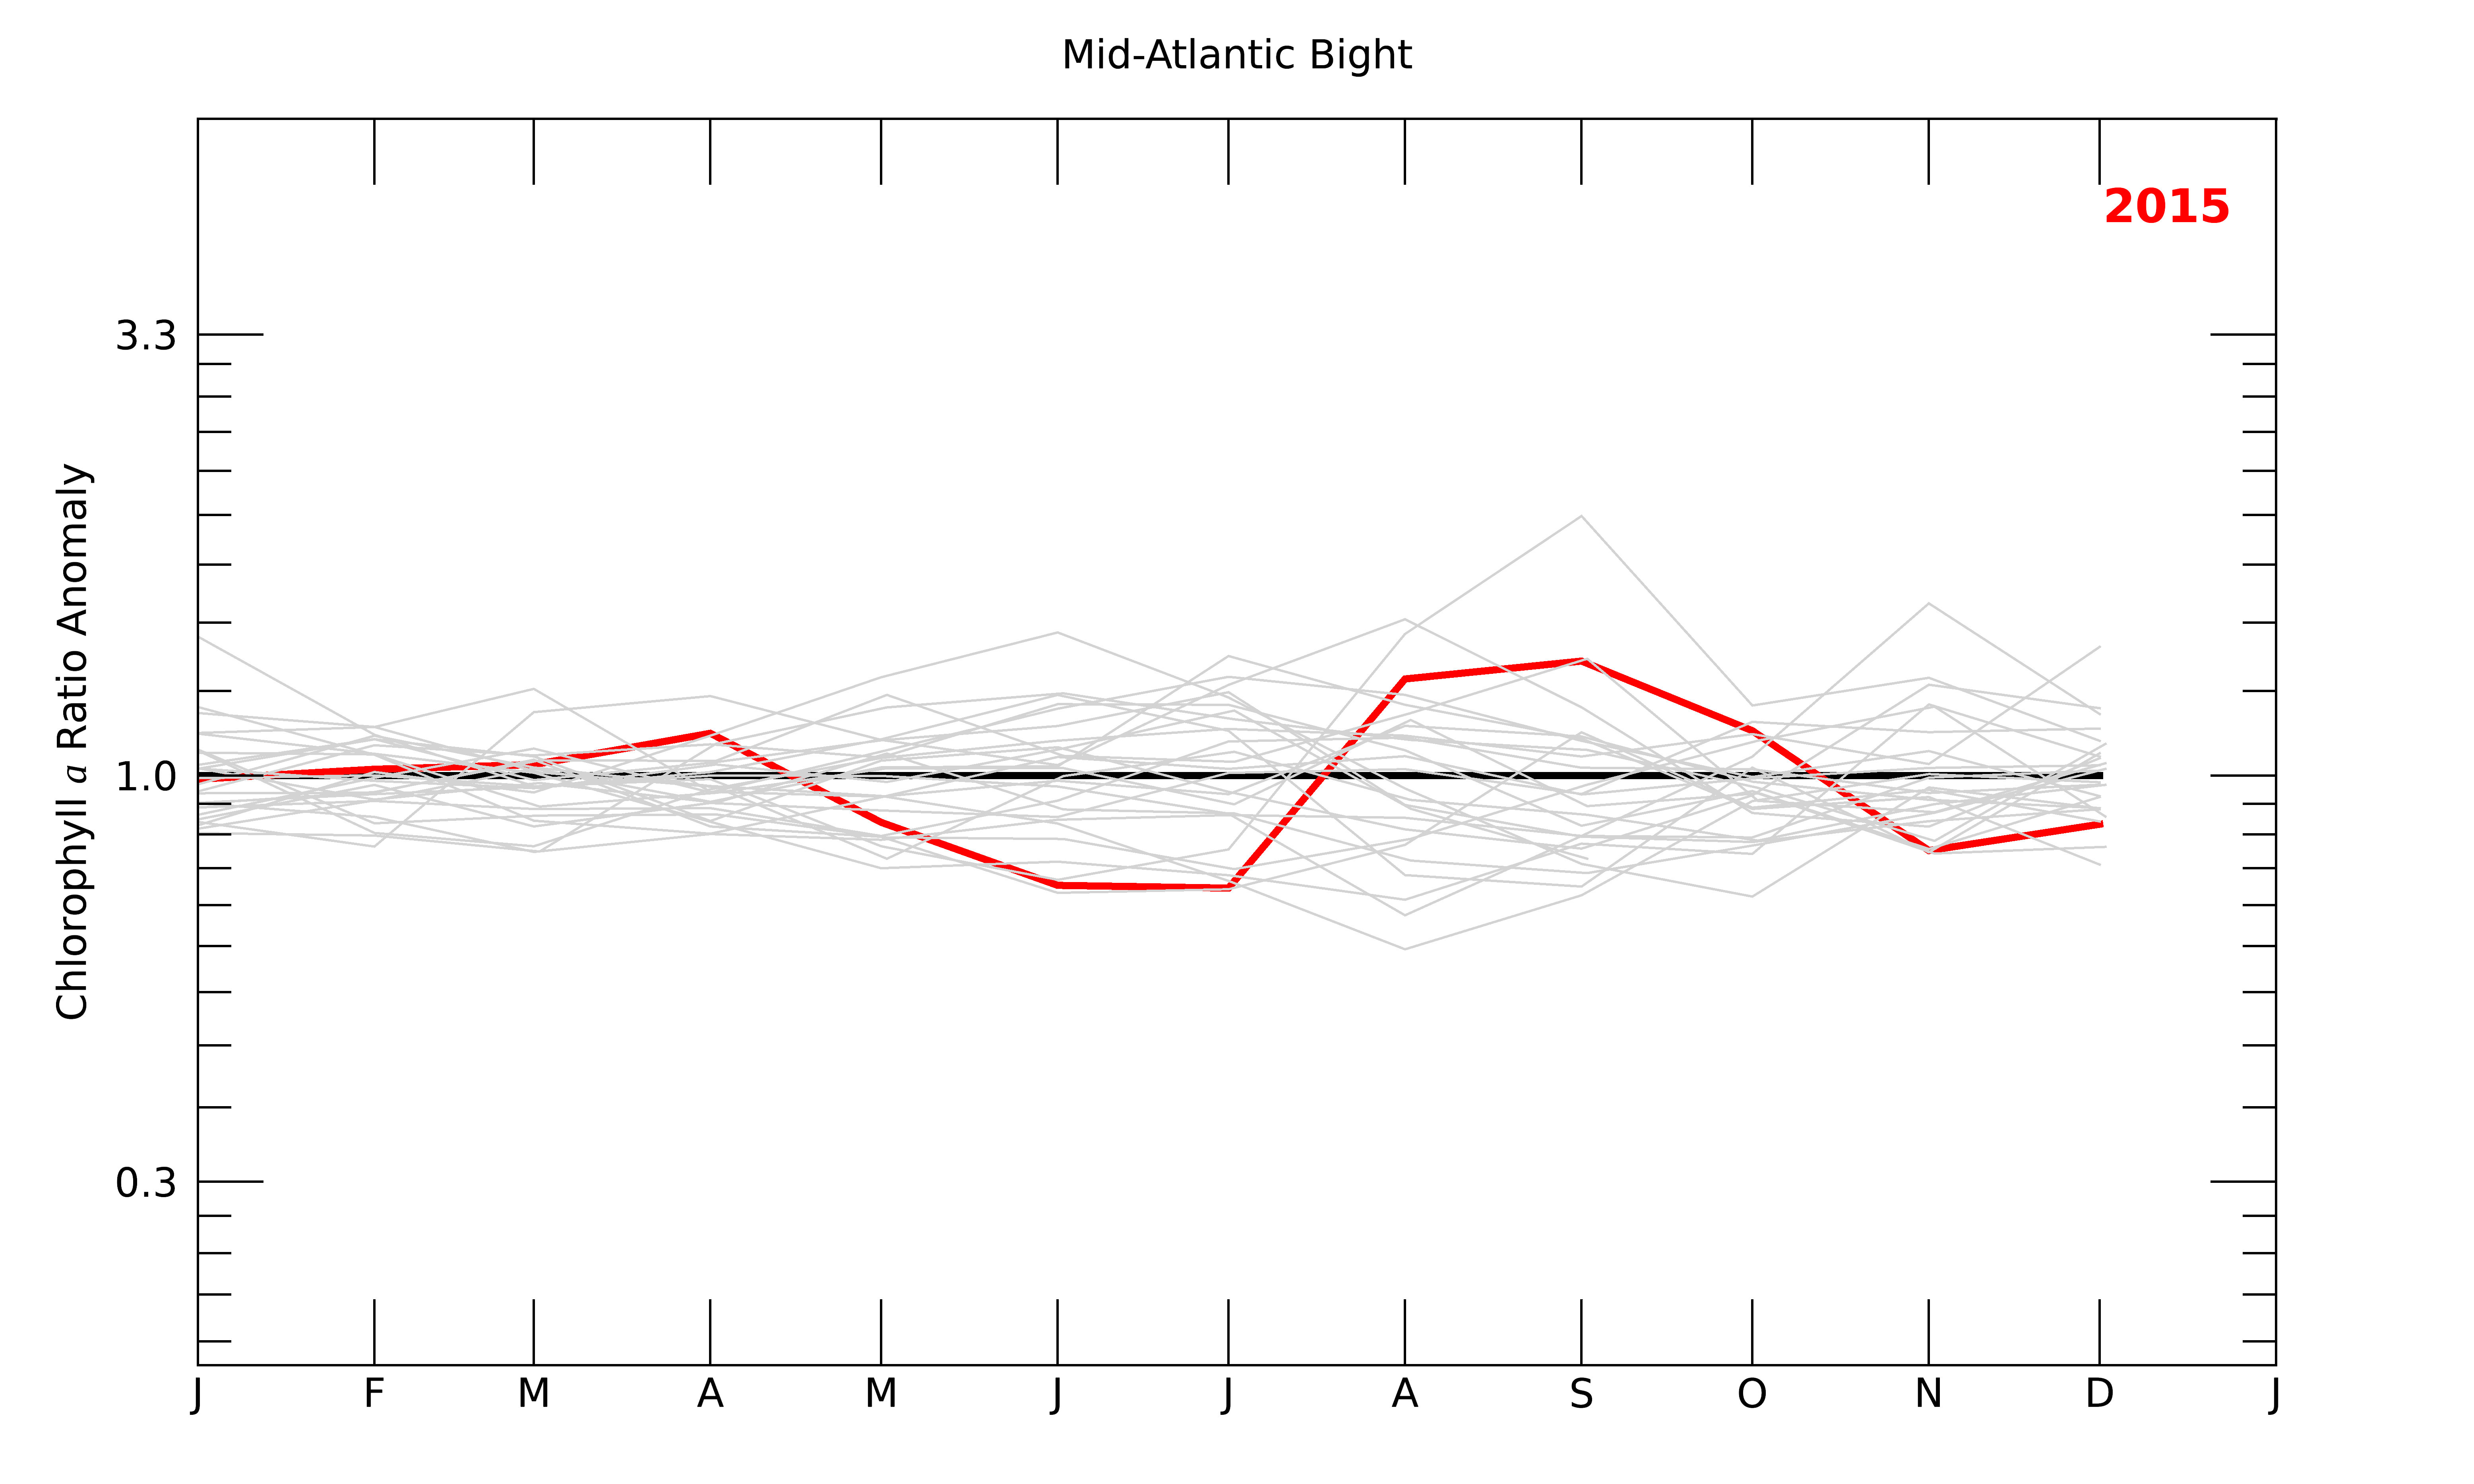 Mid-Atlantic Bight
2015
Chlorophyll a Ratio Anomaly
3.3
1.0
0.3
J F M A M J J A S O N D J